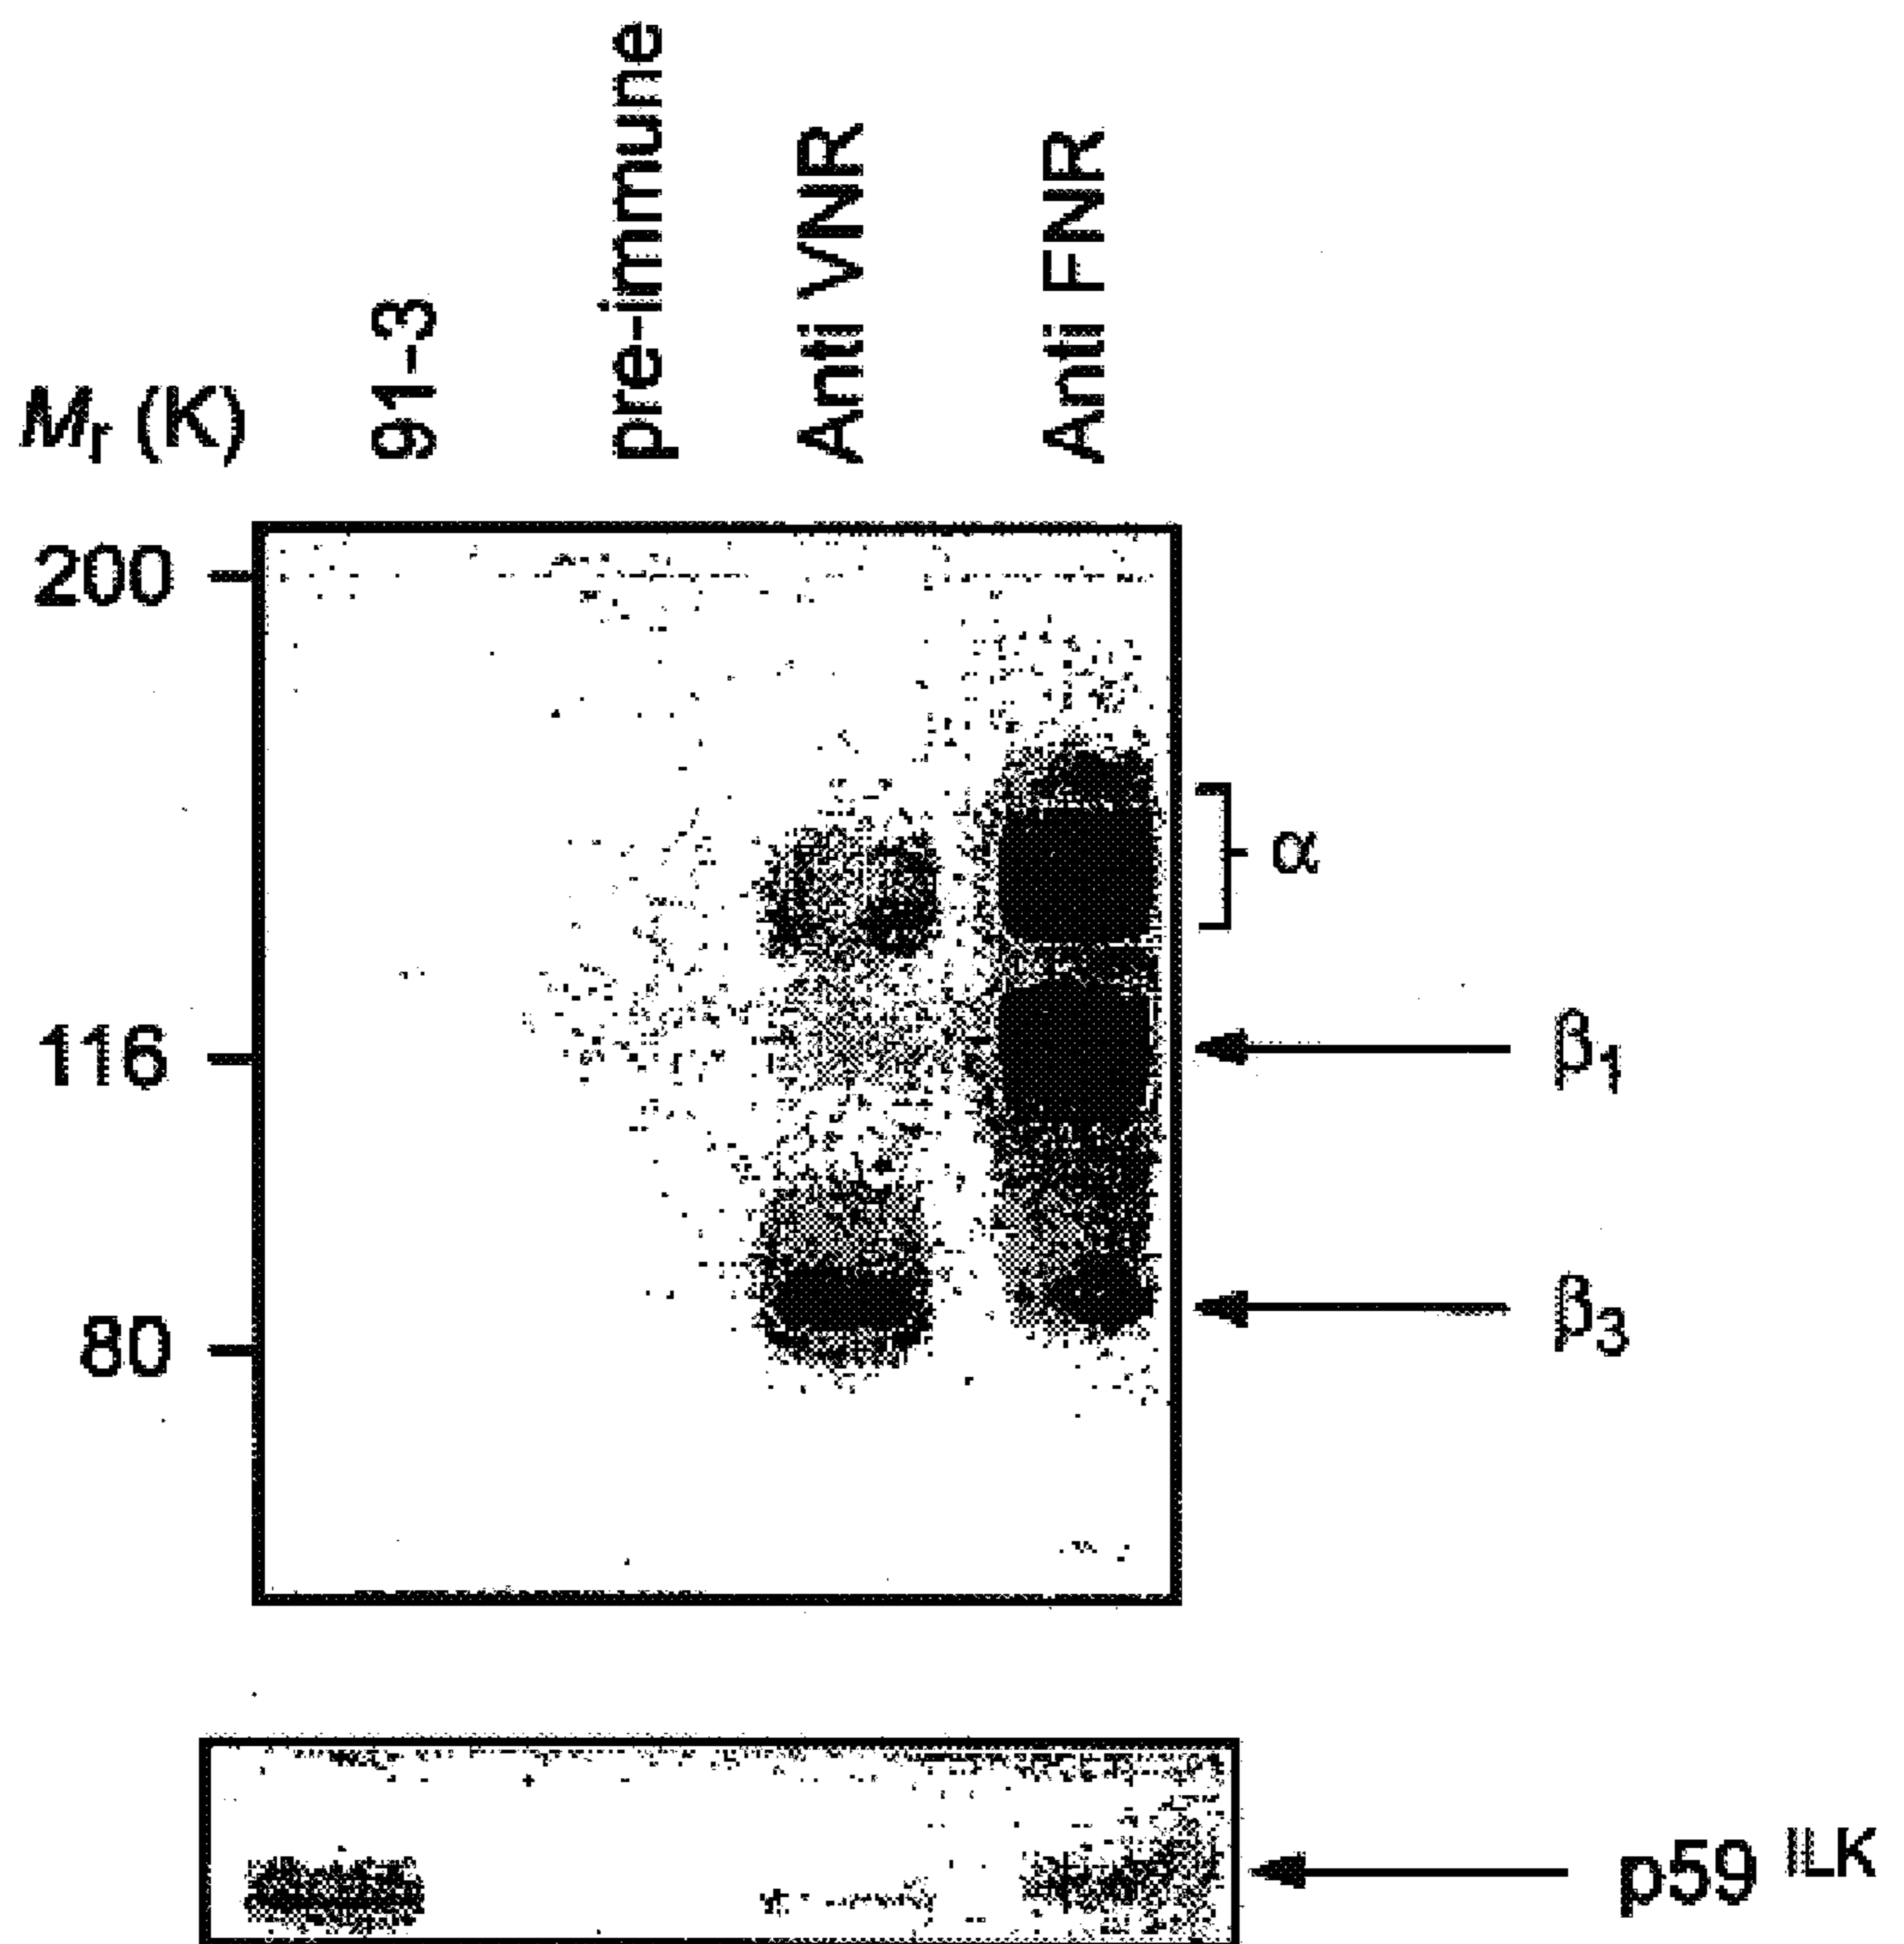 Mr (K)
91-3
pre-immune
Anti VNR
Anti FNR
200
116
80
α
β1
β3
p59 ILK